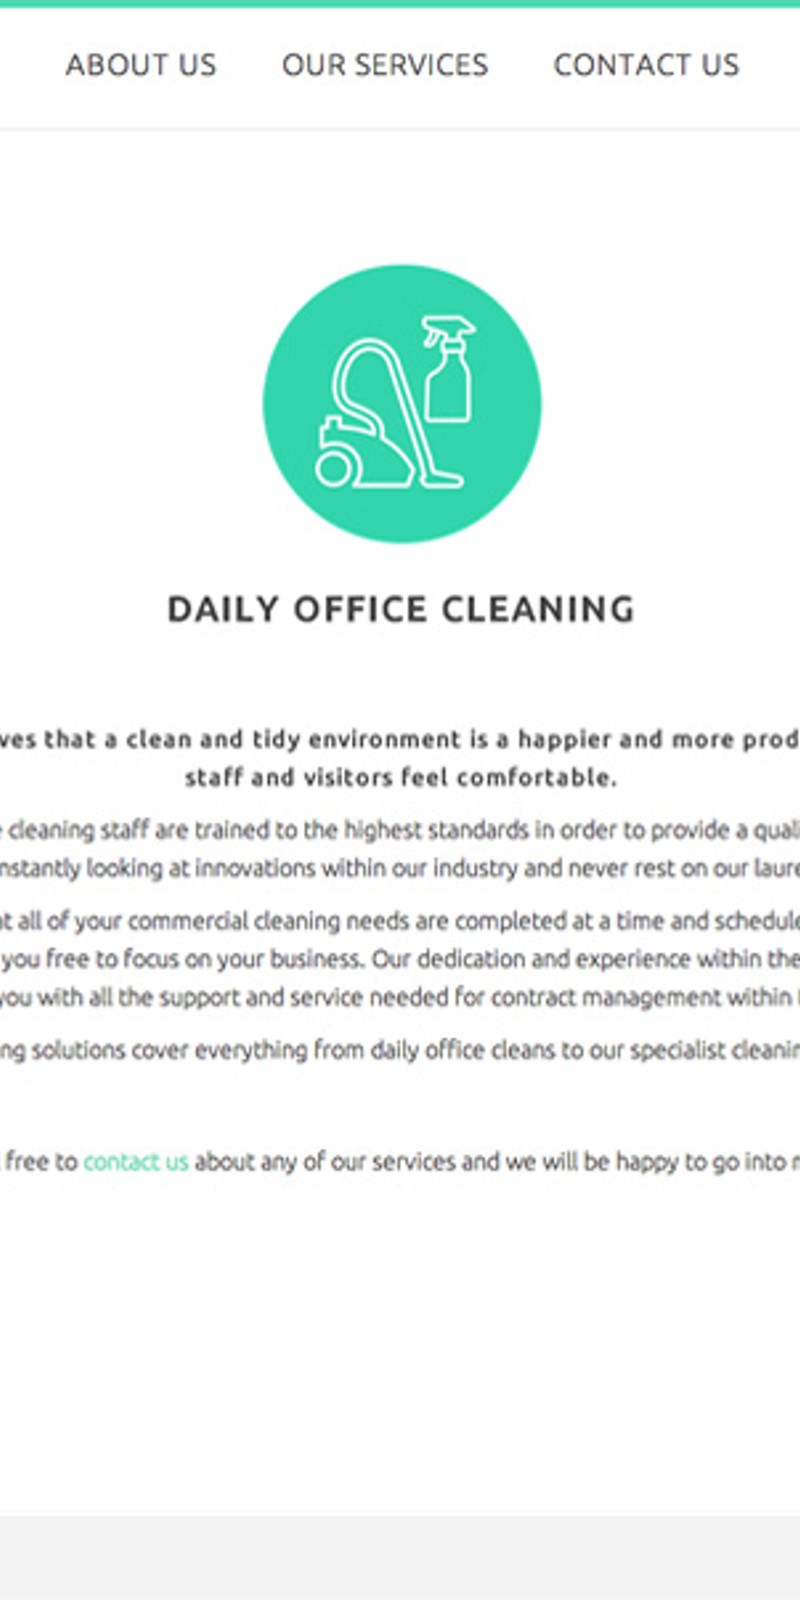 ABOUT US OUR SERVICES CONTACT US
DAILY OFFICE CLEANING
ves that a clean and tidy environment is a happier and more prod
staff and visitors feel comfortable.
cleaning staff are trained to the highest standards in order to provide a quali
nstantly looking at innovations within our industry and never rest on our laure
at all of your commercial cleaning needs are completed at a time and schedule
you free to focus on your business. Our dedication and experience within the
you with all the support and service needed for contract management within
ng solutions cover everything from daily office cleans to our specialist cleanin
free to contact us about any of our services and we will be happy to go into